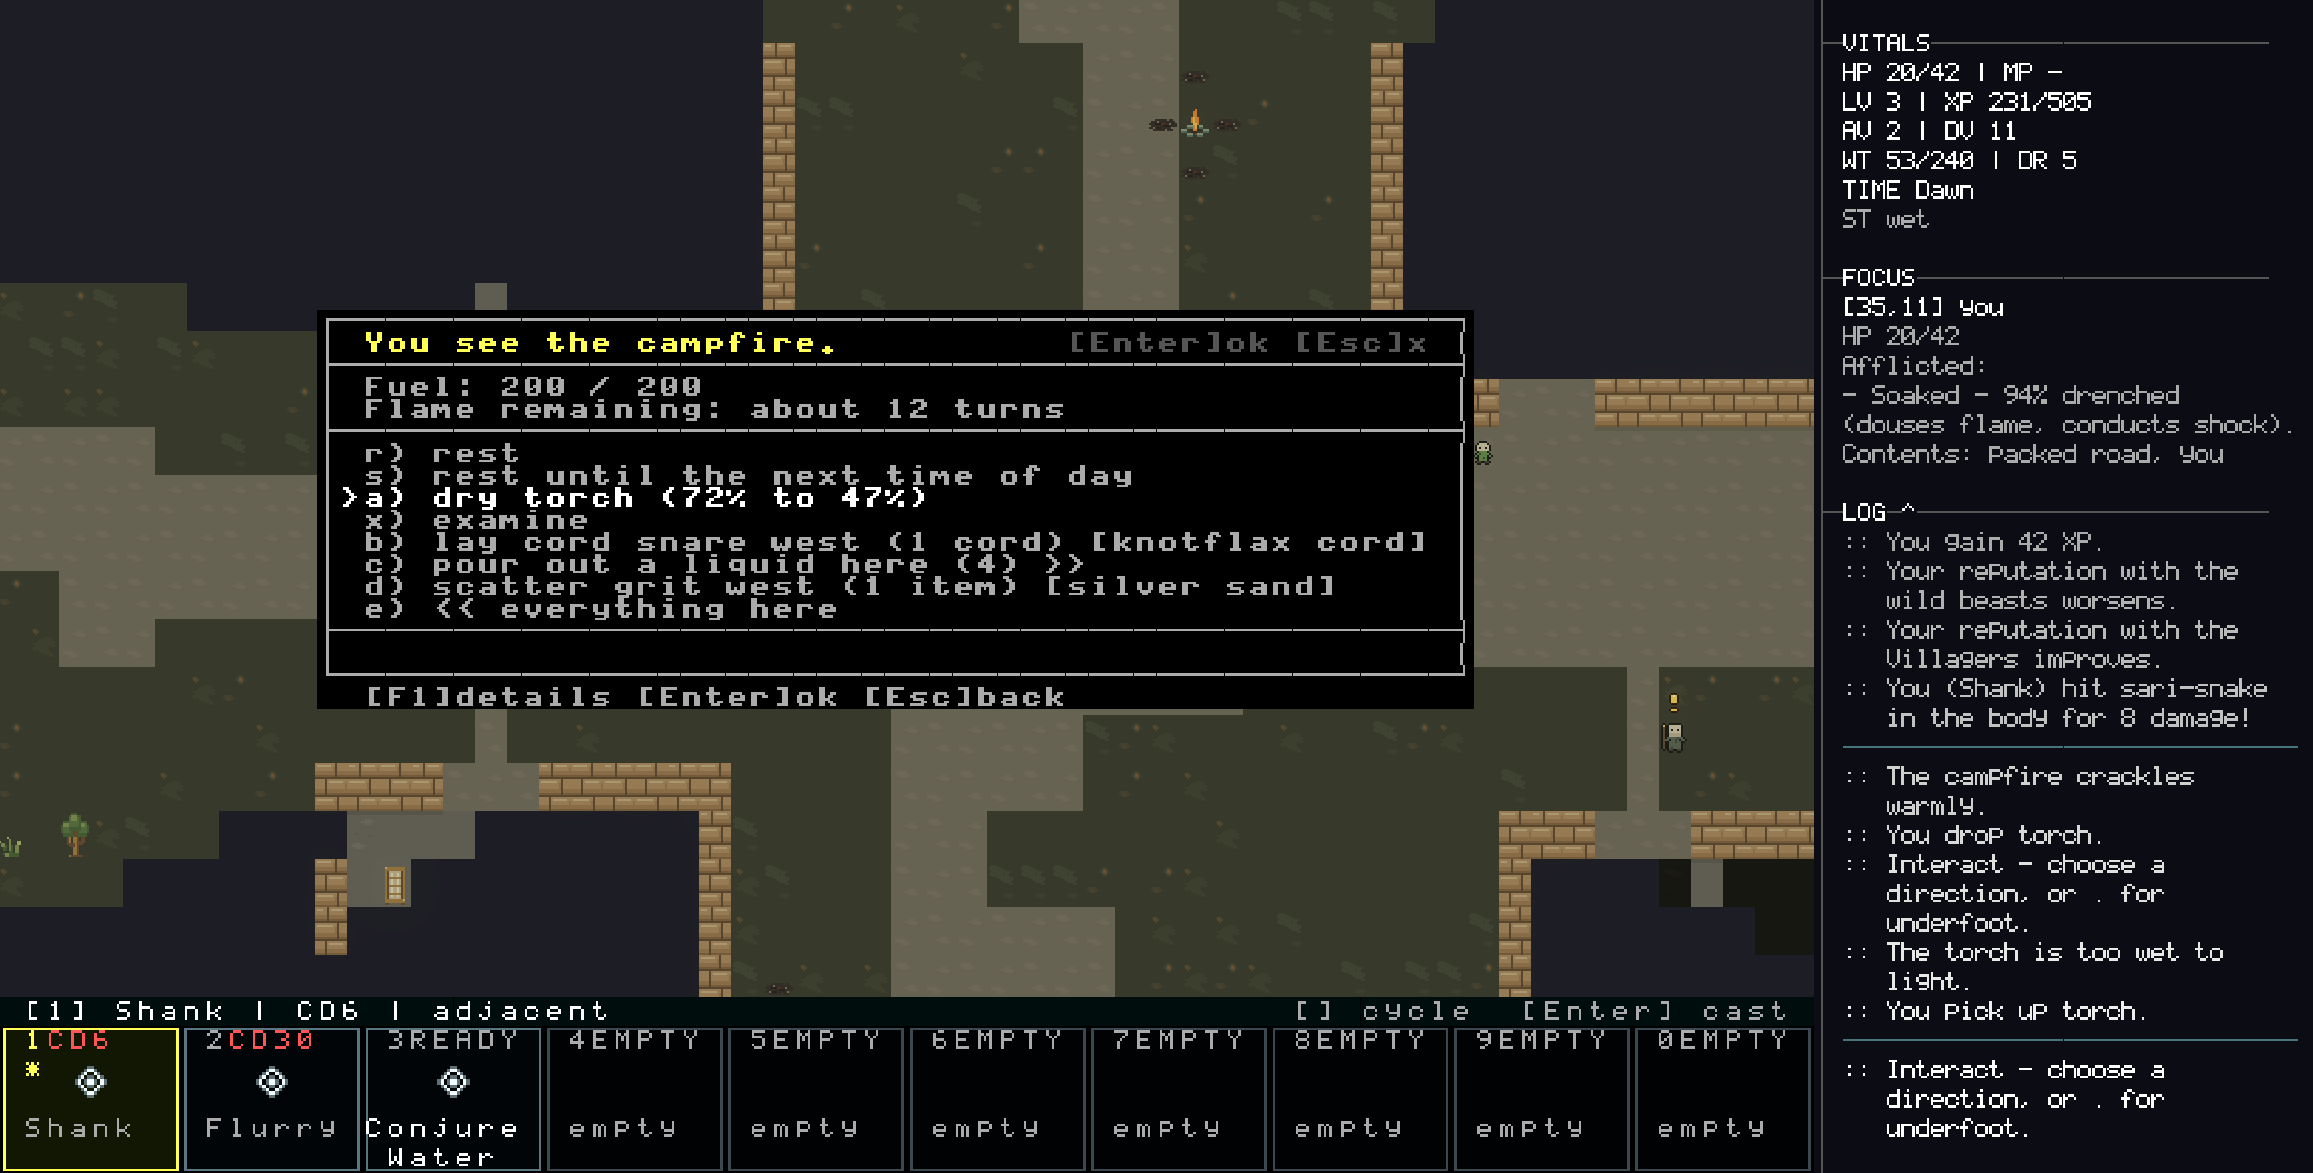 You see the campfire. [Enter]ok [Esc]x
Fuel: 200 / 200
Flame remaining: about 12 turns
r) rest
s) rest until the next time of day
>a) dry torch (72% to 47%)
x) examine
b) lay cord snare west (1 cord) [knotflax cord]
c) pour out a liquid here (4) >>
d) scatter grit west (1 item) [silver sand]
e) << everything here
[F1]details [Enter]ok [Esc]back
[1] Shank | CD6 | adjacent [] cycle [Enter] cast
1CD6 2CD30 3READY 4EMPTY 5EMPTY 6EMPTY 7EMPTY 8EMPTY 9EMPTY 0EMPTY
Shank Flurry Conjure empty empty empty empty empty empty empty
Water
VITALS
HP 20/42 | MP -
LV 3 | XP 231/505
AV 2 | DV 11
WT 53/240 | DR 5
TIME Dawn
ST wet
FOCUS
[35,11] You
HP 20/42
Afflicted:
- Soaked - 94% drenched
(douses flame, conducts shock).
Contents: Packed road, You
LOG ^
:: You gain 42 XP.
:: Your reputation with the
wild beasts worsens.
:: Your reputation with the
Villagers improves.
:: You (Shank) hit sari-snake
in the body for 8 damage!
:: The campfire crackles
warmly.
:: You drop torch.
:: Interact - choose a
direction, or . for
underfoot.
:: The torch is too wet to
light.
:: You pick up torch.
:: Interact - choose a
direction, or . for
underfoot.